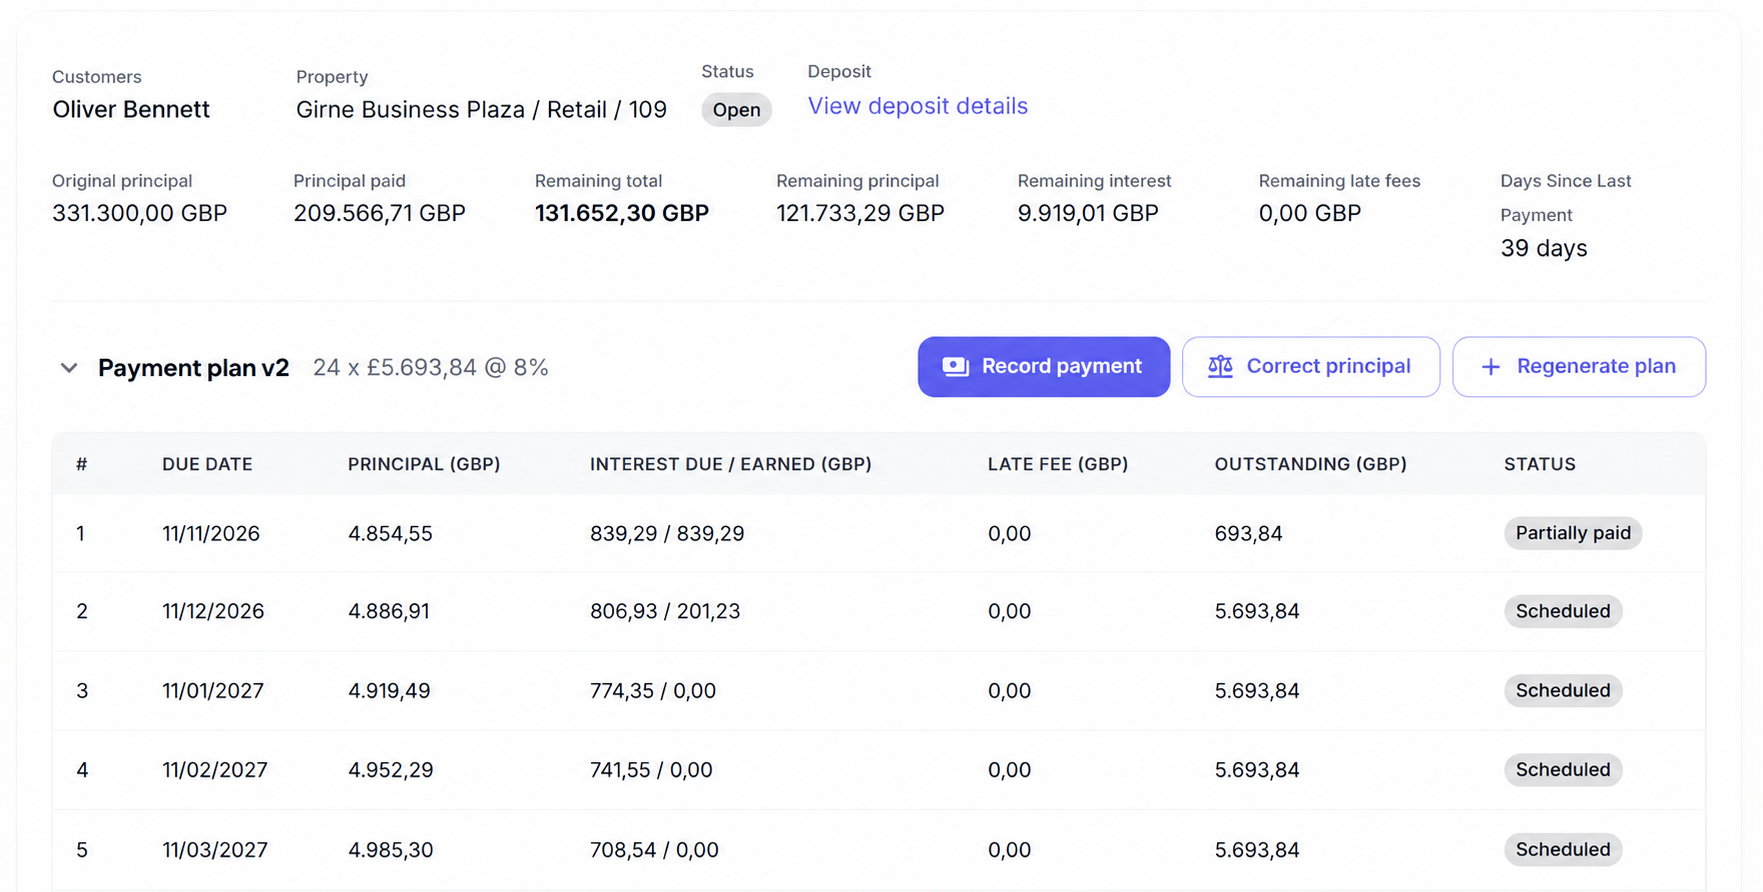 Customers
Oliver Bennett
Property
Girne Business Plaza / Retail / 109
Status
Open
Deposit
View deposit details
Original principal
331.300,00 GBP
Principal paid
209.566,71 GBP
Remaining total
131.652,30 GBP
Remaining principal
121.733,29 GBP
Remaining interest
9.919,01 GBP
Remaining late fees
0,00 GBP
Days Since Last
Payment
39 days
Payment plan v2 24 x £5.693,84 @ 8%
Record payment
Correct principal
Regenerate plan
# DUE DATE PRINCIPAL (GBP) INTEREST DUE / EARNED (GBP) LATE FEE (GBP) OUTSTANDING (GBP) STATUS
1 11/11/2026 4.854,55 839,29 / 839,29 0,00 693,84 Partially paid
2 11/12/2026 4.886,91 806,93 / 201,23 0,00 5.693,84 Scheduled
3 11/01/2027 4.919,49 774,35 / 0,00 0,00 5.693,84 Scheduled
4 11/02/2027 4.952,29 741,55 / 0,00 0,00 5.693,84 Scheduled
5 11/03/2027 4.985,30 708,54 / 0,00 0,00 5.693,84 Scheduled